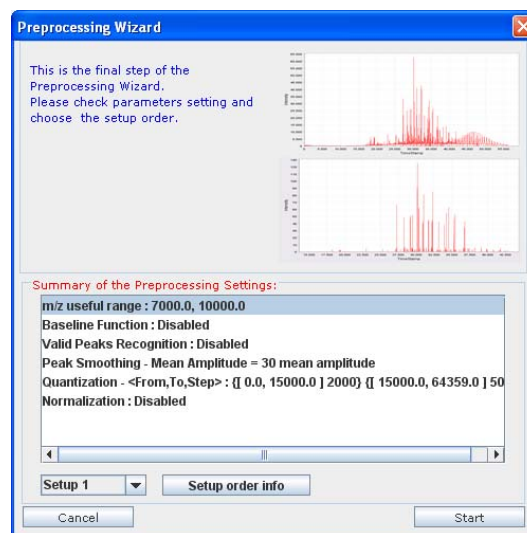 Preprocessing Wizard
This is the final step of the
Preprocessing Wizard.
Please check parameters setting and
choose the setup order.
Summary of the Preprocessing Settings:
m/z useful range : 7000.0, 10000.0
Baseline Function : Disabled
Valid Peaks Recognition : Disabled
Peak Smoothing - Mean Amplitude = 30 mean amplitude
Quantization - <From,To,Step> : {[ 0.0, 15000.0 ] 2000} {[ 15000.0, 64359.0 ] 50
Normalization : Disabled
Setup 1
Setup order info
Cancel
Start